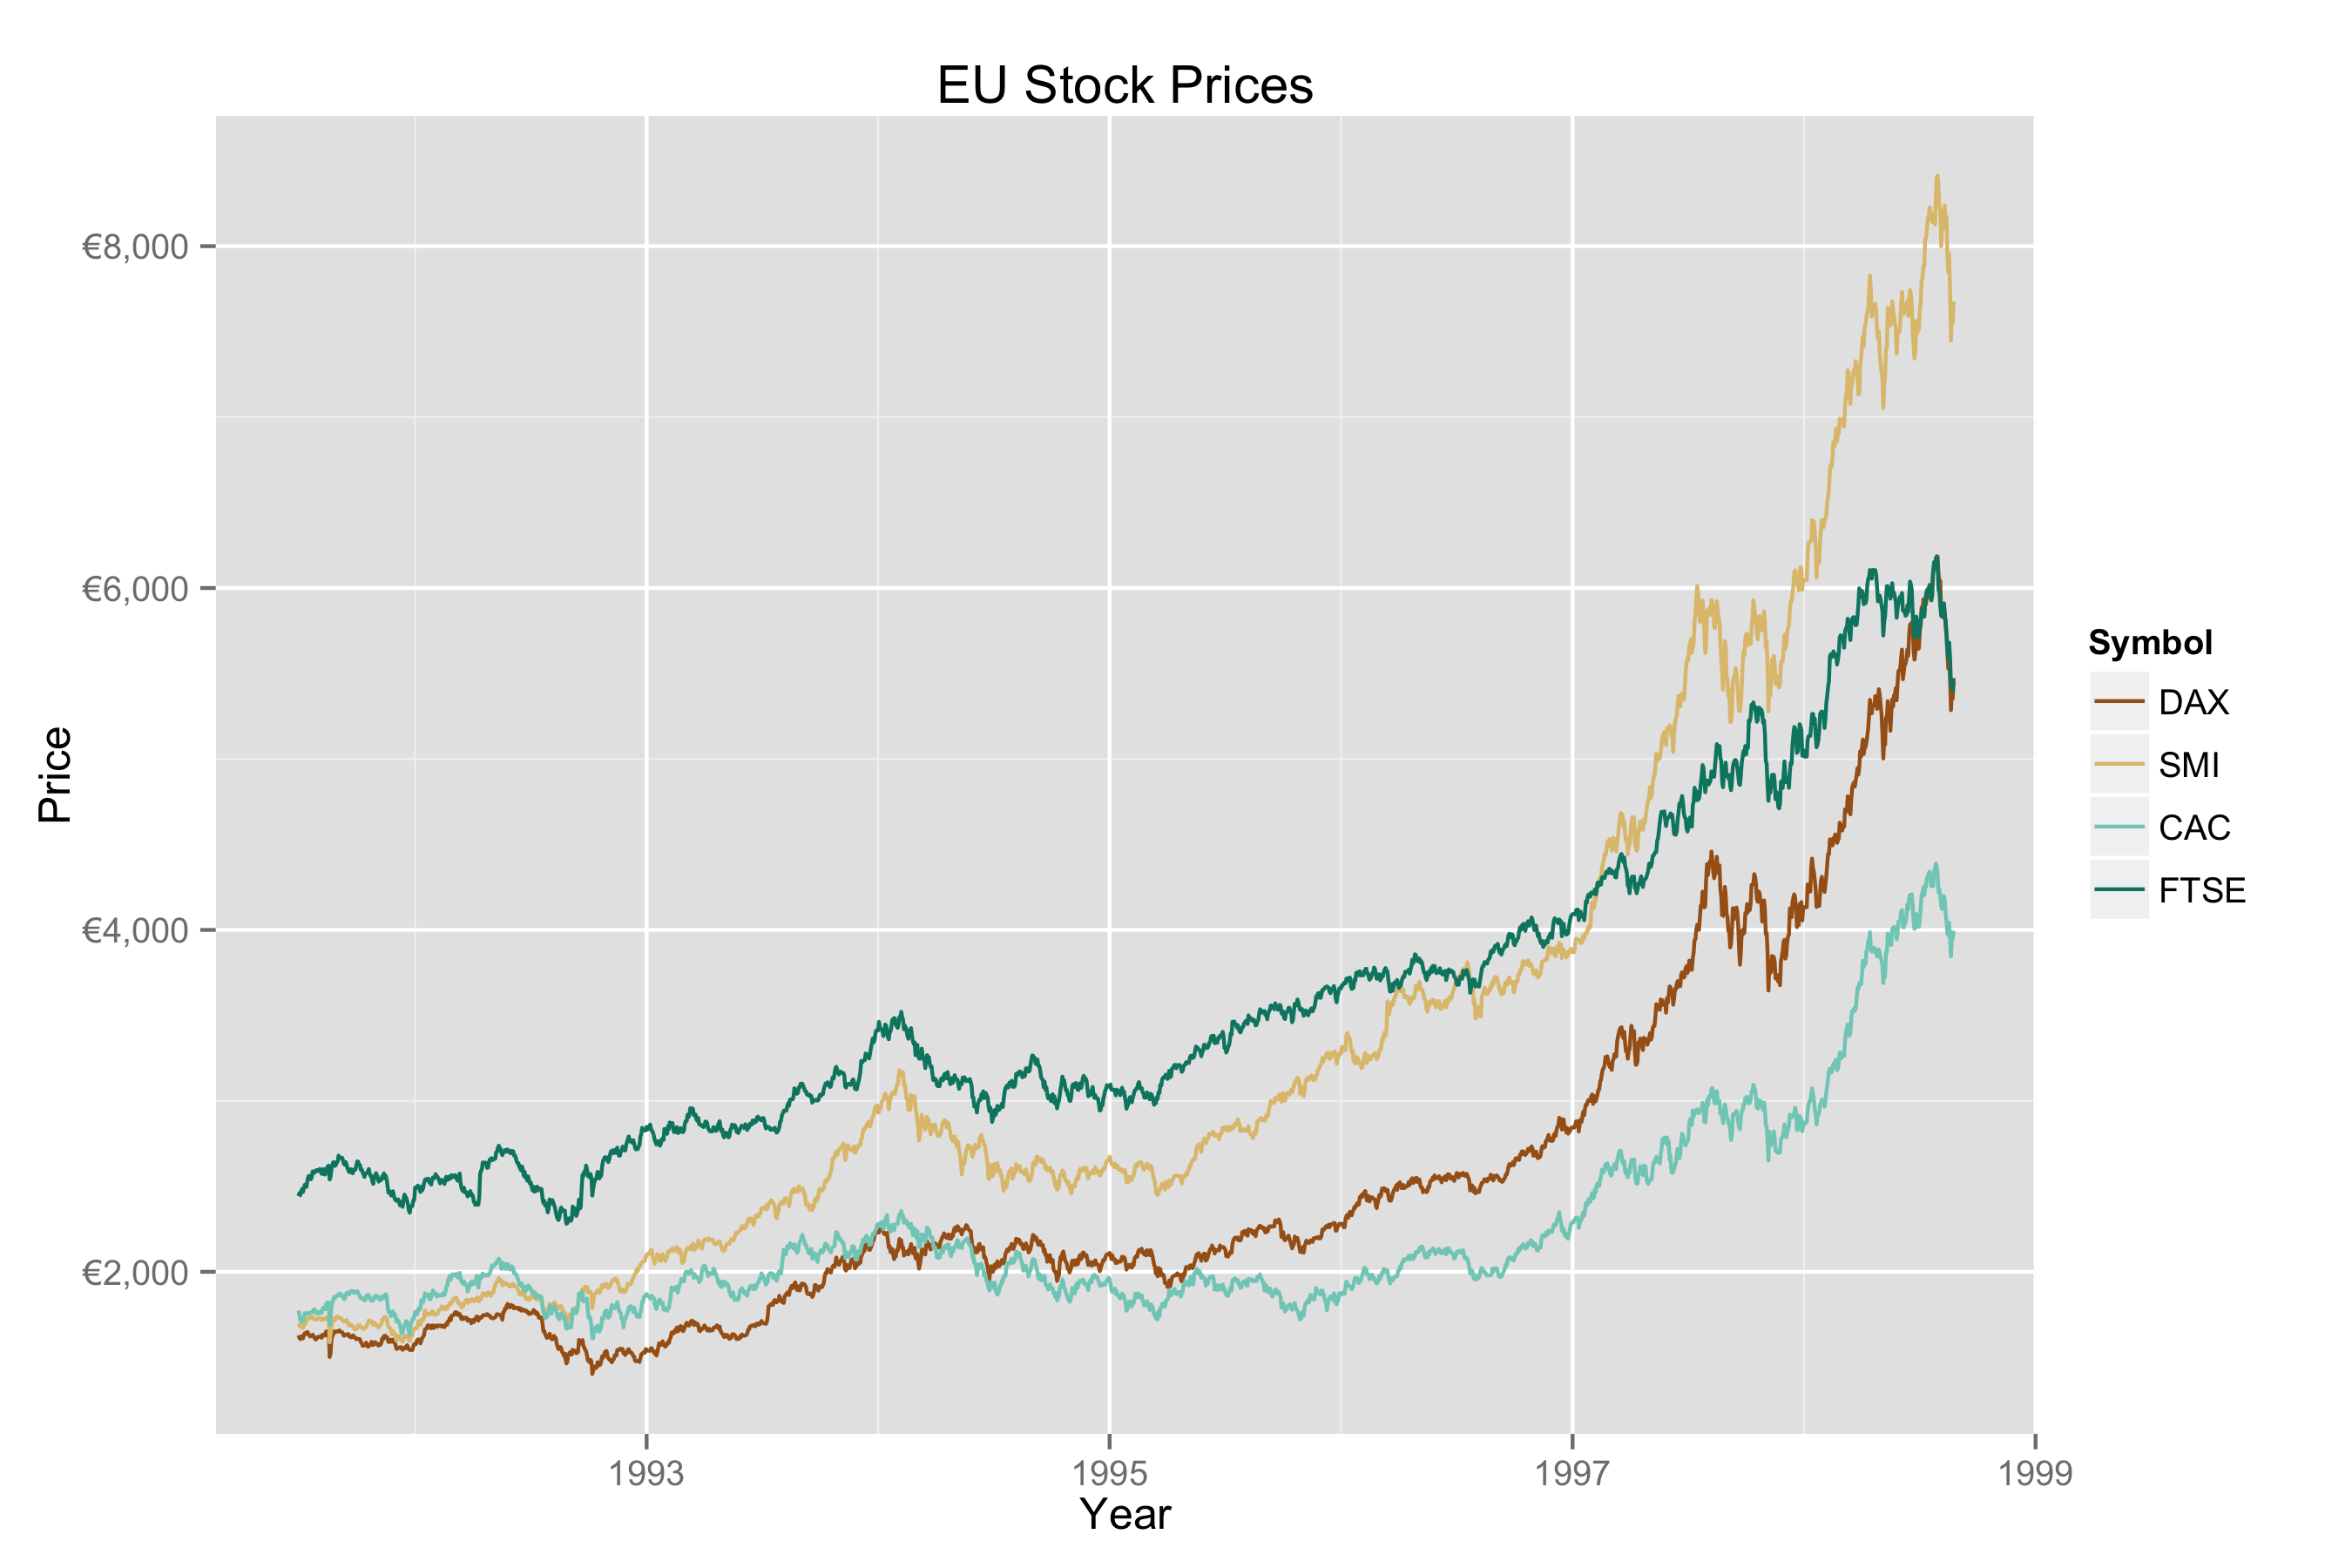 EU Stock Prices
€8,000
€6,000
€4,000
€2,000
Price
1993
1995
1997
1999
Year
Symbol
DAX
SMI
CAC
FTSE